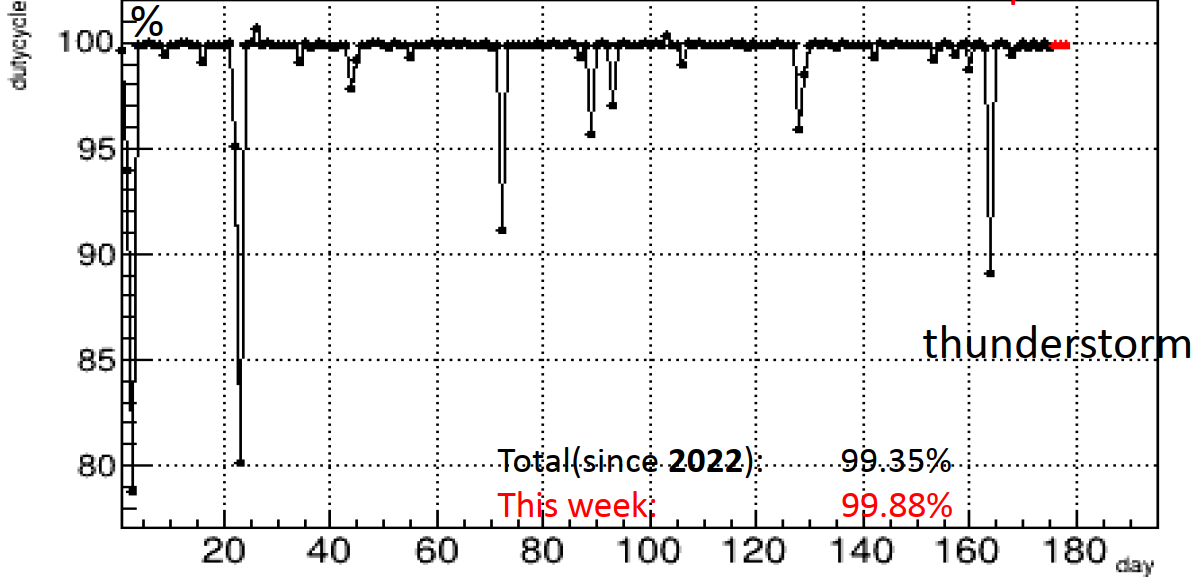 %
dutycycle
100
95
90
85
80
thunderstorm
Total(since 2022): 99.35%
This week: 99.88%
20 40 60 80 100 120 140 160 180 day